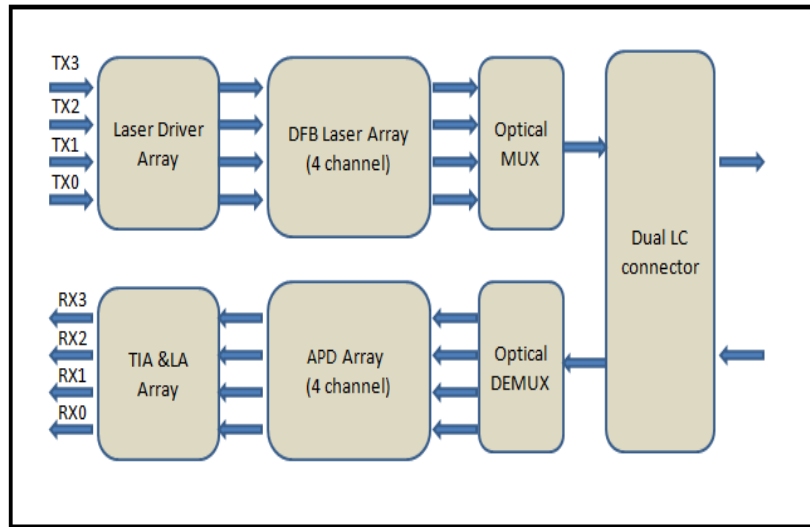 TX3
TX2
TX1
TX0
Laser Driver
Array
DFB Laser Array
(4 channel)
Optical
MUX
Dual LC
connector
RX3
RX2
RX1
RX0
TIA &LA
Array
APD Array
(4 channel)
Optical
DEMUX